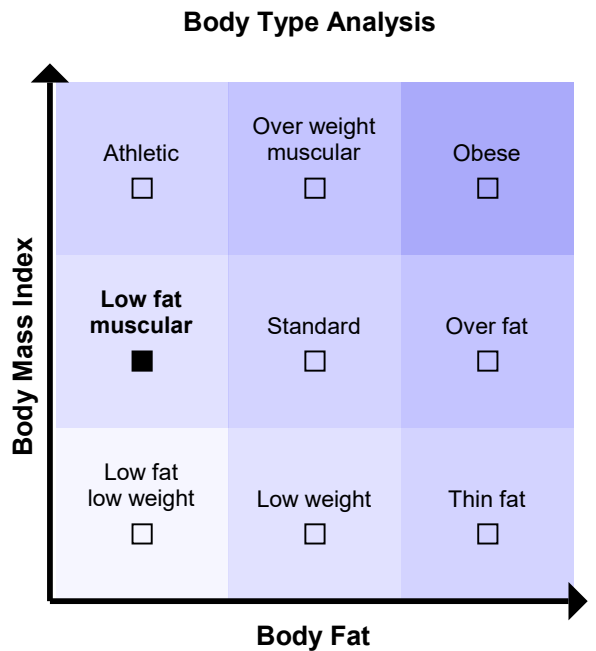 Body Type Analysis
Athletic
Over weight
muscular
Obese
Low fat
muscular
Standard
Over fat
Low fat
low weight
Low weight
Thin fat
Body Mass Index
Body Fat